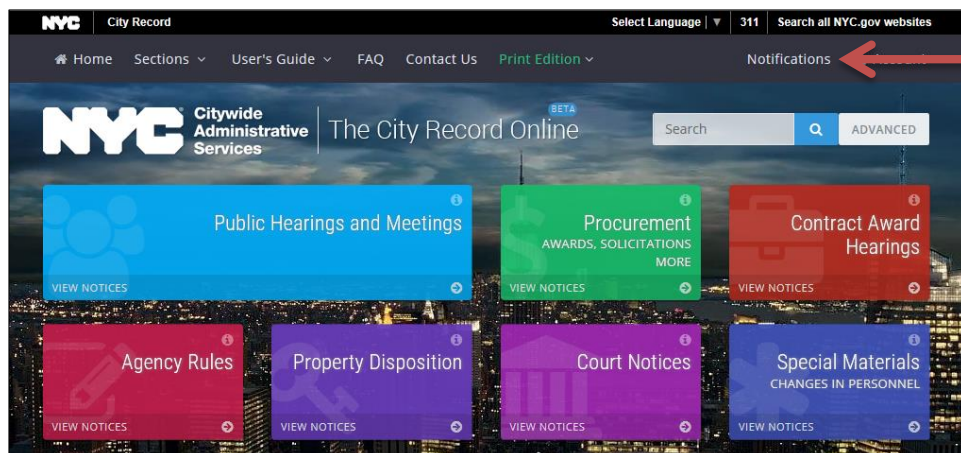 NYC City Record Select Language ▼ 311 Search all NYC.gov websites
Home Sections User's Guide FAQ Contact Us Print Edition Notifications
NYC Citywide Administrative Services The City Record Online BETA
Search ADVANCED
Public Hearings and Meetings
VIEW NOTICES
Procurement
AWARDS, SOLICITATIONS
MORE
VIEW NOTICES
Contract Award
Hearings
VIEW NOTICES
Agency Rules
VIEW NOTICES
Property Disposition
VIEW NOTICES
Court Notices
VIEW NOTICES
Special Materials
CHANGES IN PERSONNEL
VIEW NOTICES